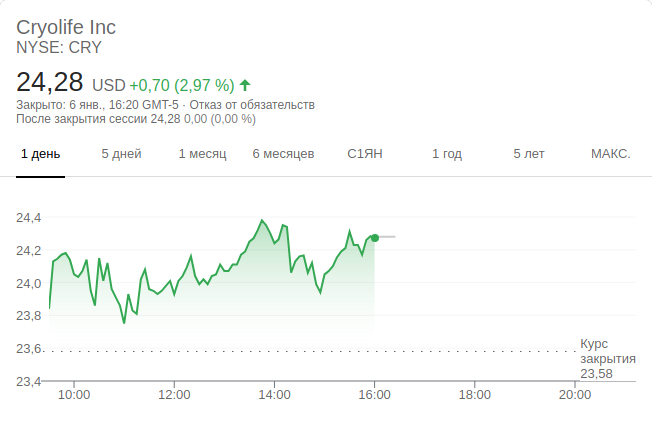 Cryolife Inc
NYSE: CRY
24,28 USD +0,70 (2,97 %)
Закрыто: 6 янв., 16:20 GMT-5 · Отказ от обязательств
После закрытия сессии 24,28 0,00 (0,00 %)
1 день 5 дней 1 месяц 6 месяцев С1ЯН 1 год 5 лет МАКС.
24,4
24,2
24,0
23,8
23,6
23,4
Курс
закрытия
23,58
10:00 12:00 14:00 16:00 18:00 20:00